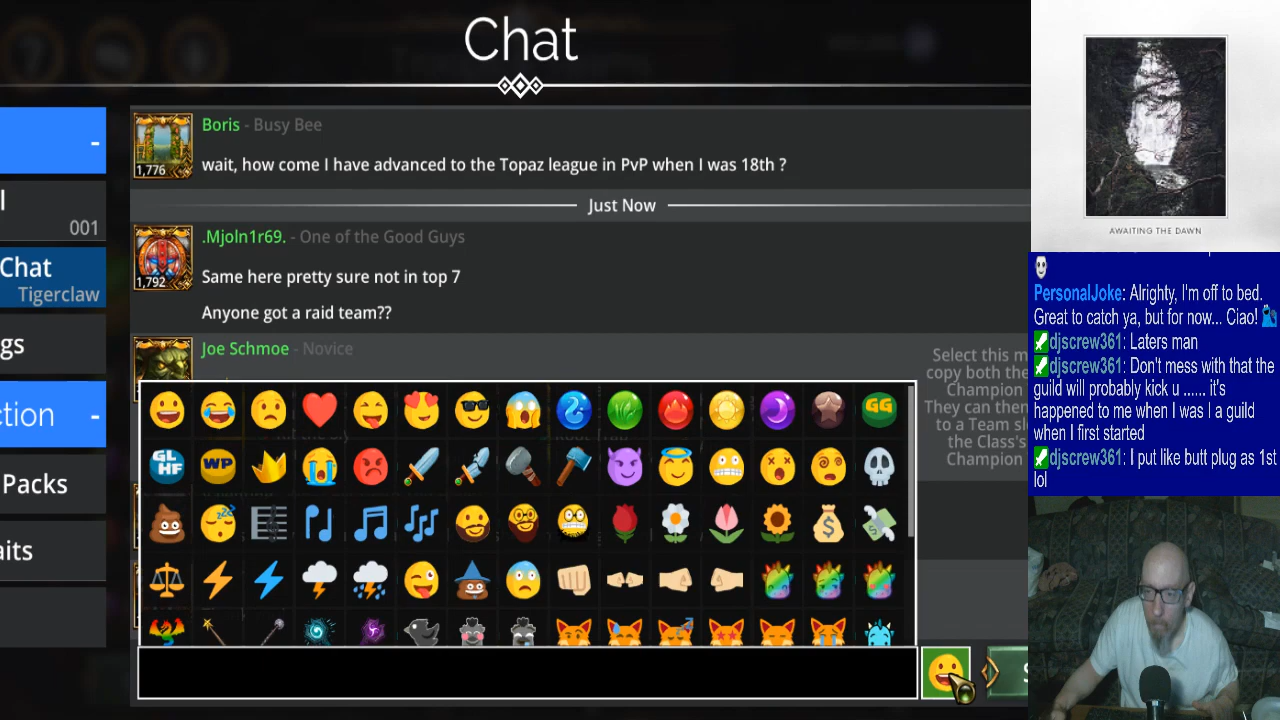 Chat
Boris - Busy Bee
1,776
wait, how come I have advanced to the Topaz league in PvP when I was 18th ?
Just Now
.Mjoln1r69. - One of the Good Guys
1,792
Same here pretty sure not in top 7
Anyone got a raid team??
Joe Schmoe - Novice
-
l
001
Chat
Tigerclaw
gs
ction -
Packs
aits
Select this m
copy both the
Champion
They can then
to a Team sl
the Class's
Champion
GG
GL
HF
WP
S
AWAITING THE DAWN
PersonalJoke: Alrighty, I'm off to bed.
Great to catch ya, but for now... Ciao!
djscrew361: Laters man
djscrew361: Don't mess with that the
guild will probably kick u ...... it's
happened to me when I was I a guild
when I first started
djscrew361: I put like butt plug as 1st
lol